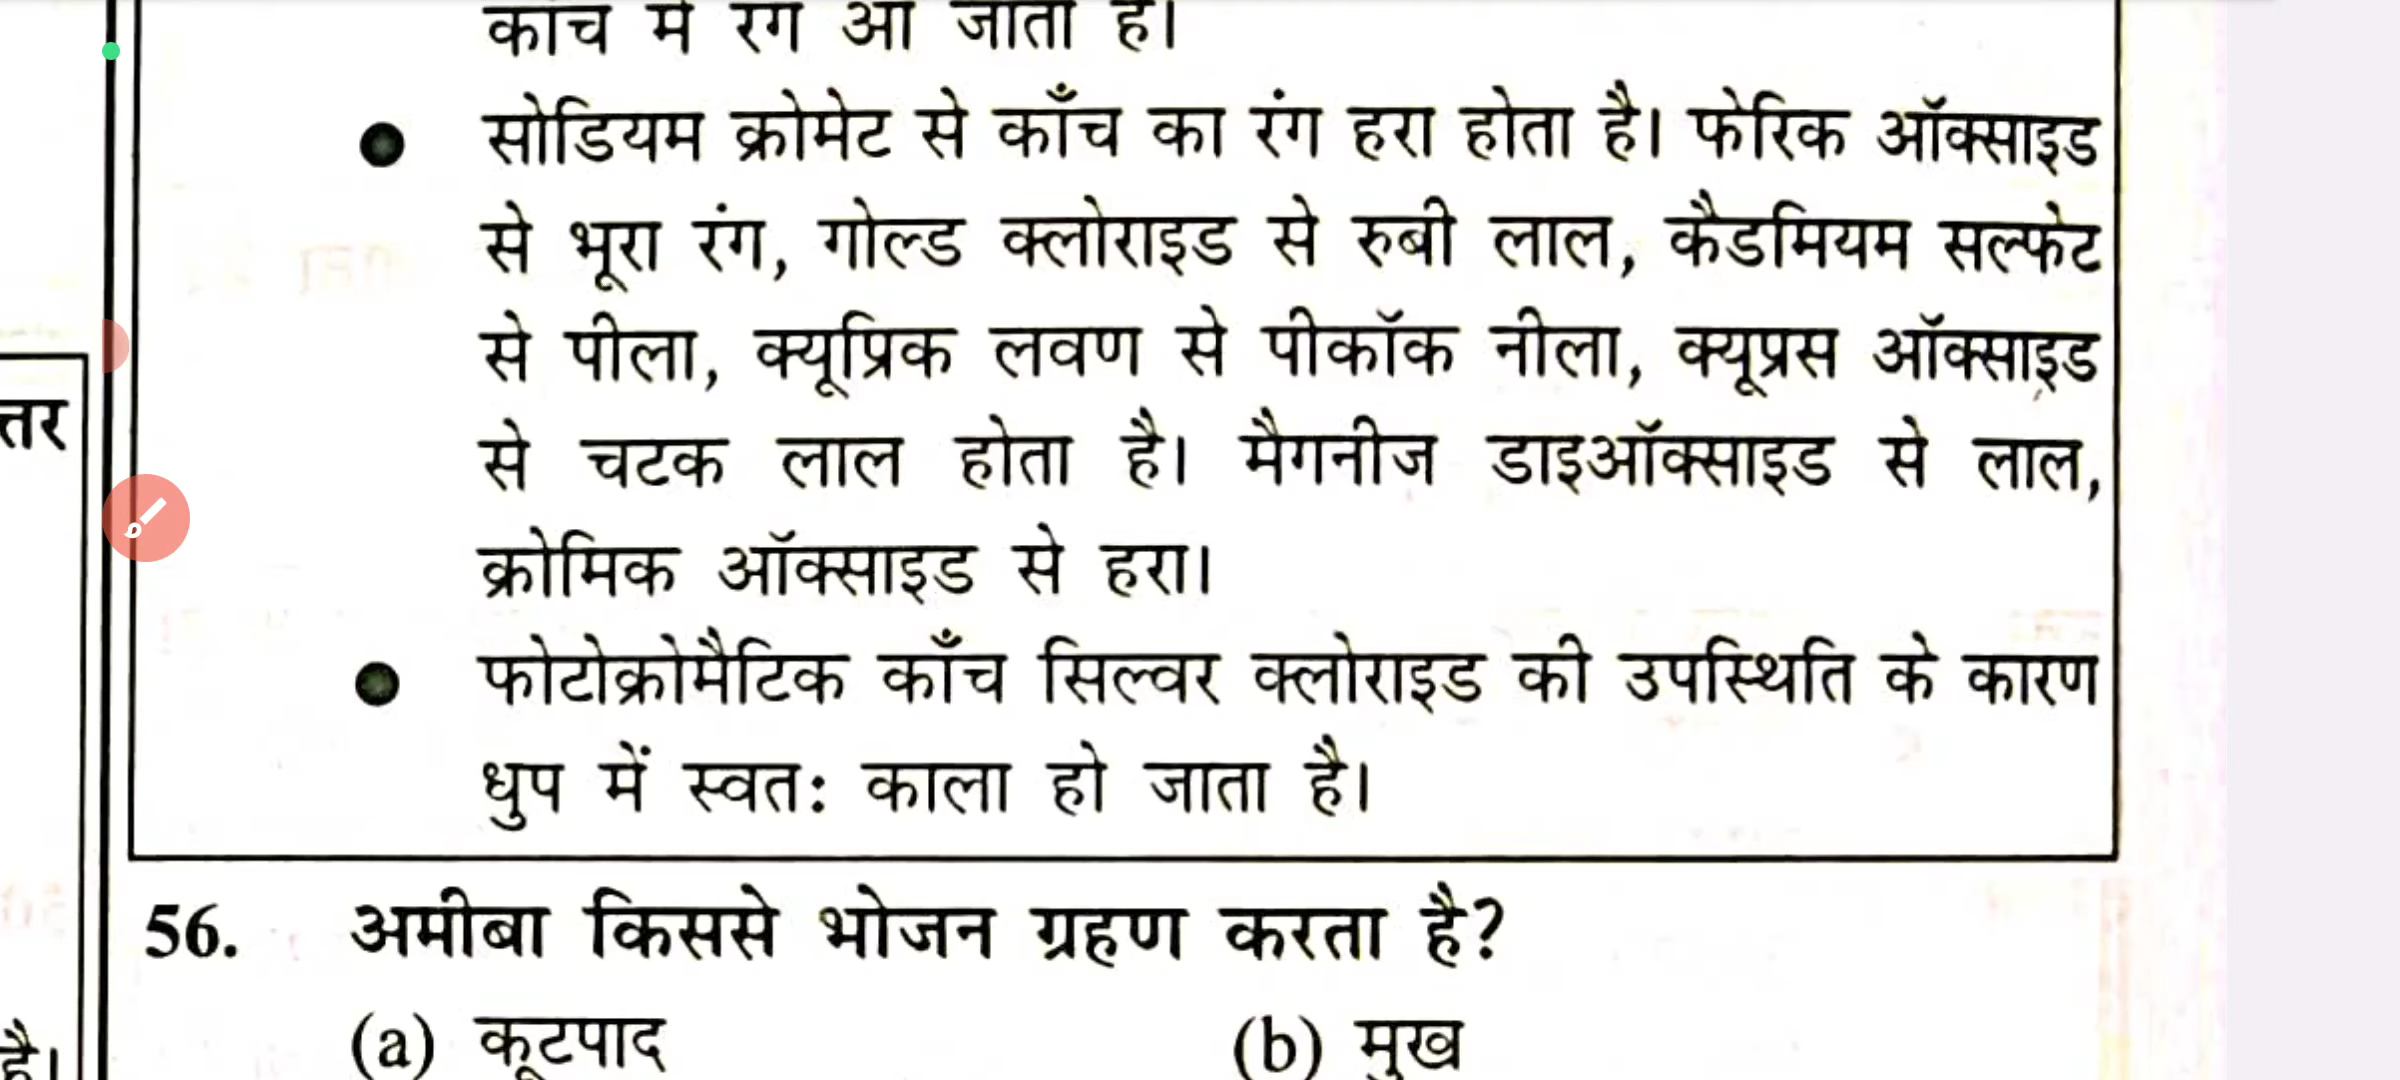 काँच में रंग आ जाता है।
● सोडियम क्रोमेट से काँच का रंग हरा होता है। फेरिक ऑक्साइड
से भूरा रंग, गोल्ड क्लोराइड से रुबी लाल, कैडमियम सल्फेट
से पीला, क्यूप्रिक लवण से पीकॉक नीला, क्यूप्रस ऑक्साइड
से चटक लाल होता है। मैगनीज डाइऑक्साइड से लाल,
क्रोमिक ऑक्साइड से हरा।
● फोटोक्रोमैटिक काँच सिल्वर क्लोराइड की उपस्थिति के कारण
धुप में स्वतः काला हो जाता है।
56. अमीबा किससे भोजन ग्रहण करता है?
(a) कूटपाद (b) मुख
त्तर
है।